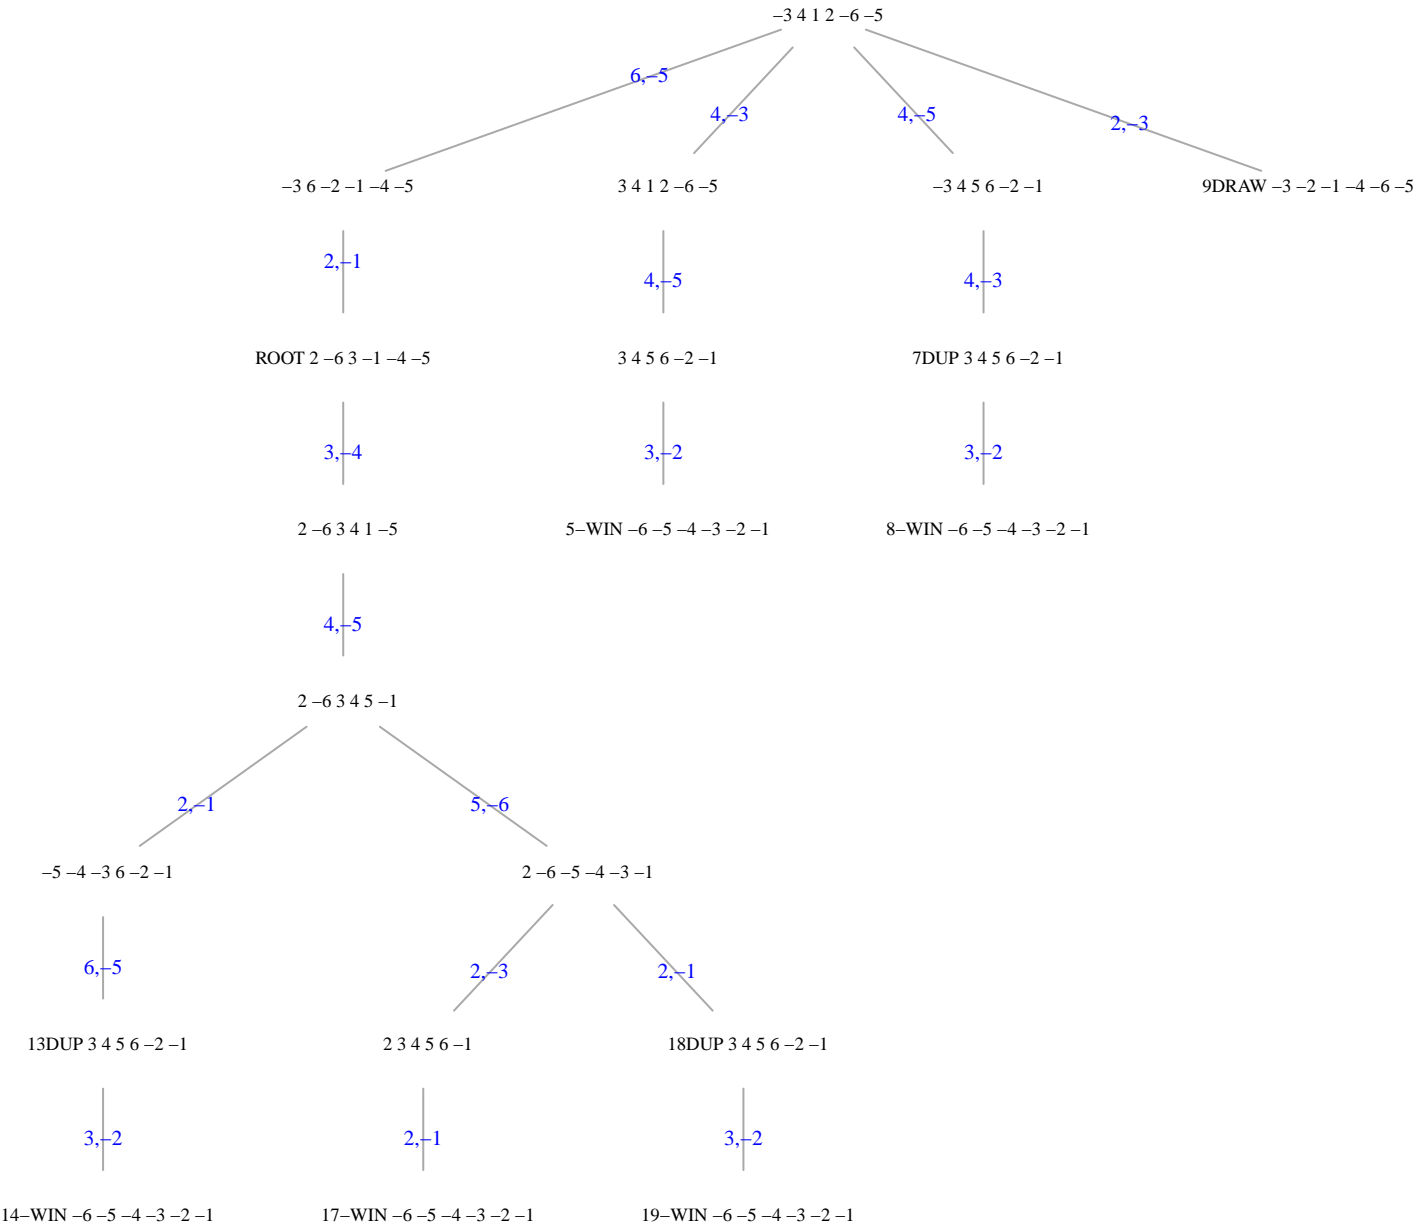 –3 4 1 2 –6 –5
6,–5
4,–3
4,–5
2,–3
–3 6 –2 –1 –4 –5
3 4 1 2 –6 –5
–3 4 5 6 –2 –1
9DRAW –3 –2 –1 –4 –6 –5
2,–1
4,–5
4,–3
ROOT 2 –6 3 –1 –4 –5
3 4 5 6 –2 –1
7DUP 3 4 5 6 –2 –1
3,–4
3,–2
3,–2
2 –6 3 4 1 –5
5–WIN –6 –5 –4 –3 –2 –1
8–WIN –6 –5 –4 –3 –2 –1
4,–5
2 –6 3 4 5 –1
2,–1
5,–6
–5 –4 –3 6 –2 –1
2 –6 –5 –4 –3 –1
6,–5
2,–3
2,–1
13DUP 3 4 5 6 –2 –1
2 3 4 5 6 –1
18DUP 3 4 5 6 –2 –1
3,–2
2,–1
3,–2
14–WIN –6 –5 –4 –3 –2 –1
17–WIN –6 –5 –4 –3 –2 –1
19–WIN –6 –5 –4 –3 –2 –1